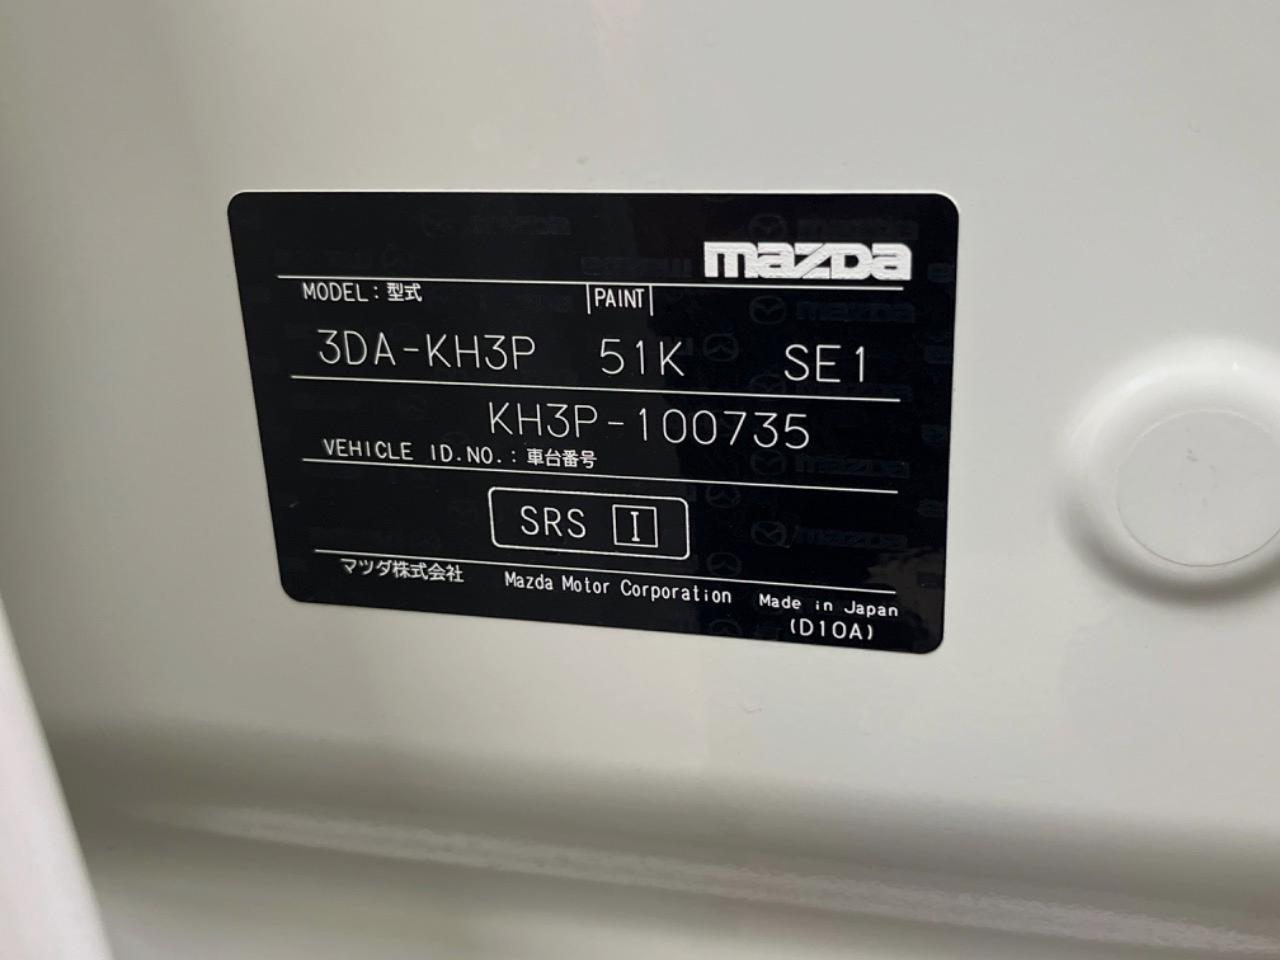 mazda
MODEL:型式 PAINT
3DA-KH3P 51K SE1
KH3P-100735
VEHICLE ID.NO.:車台番号
SRS I
マツダ株式会社 Mazda Motor Corporation Made in Japan
(D10A)